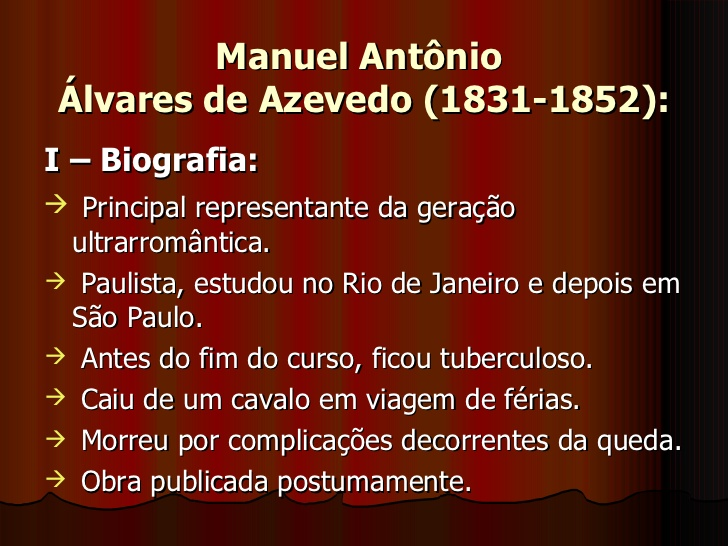 Manuel Antônio
Álvares de Azevedo (1831-1852):
I – Biografia:
→ Principal representante da geração
ultrarromântica.
→ Paulista, estudou no Rio de Janeiro e depois em
São Paulo.
→ Antes do fim do curso, ficou tuberculoso.
→ Caiu de um cavalo em viagem de férias.
→ Morreu por complicações decorrentes da queda.
→ Obra publicada postumamente.